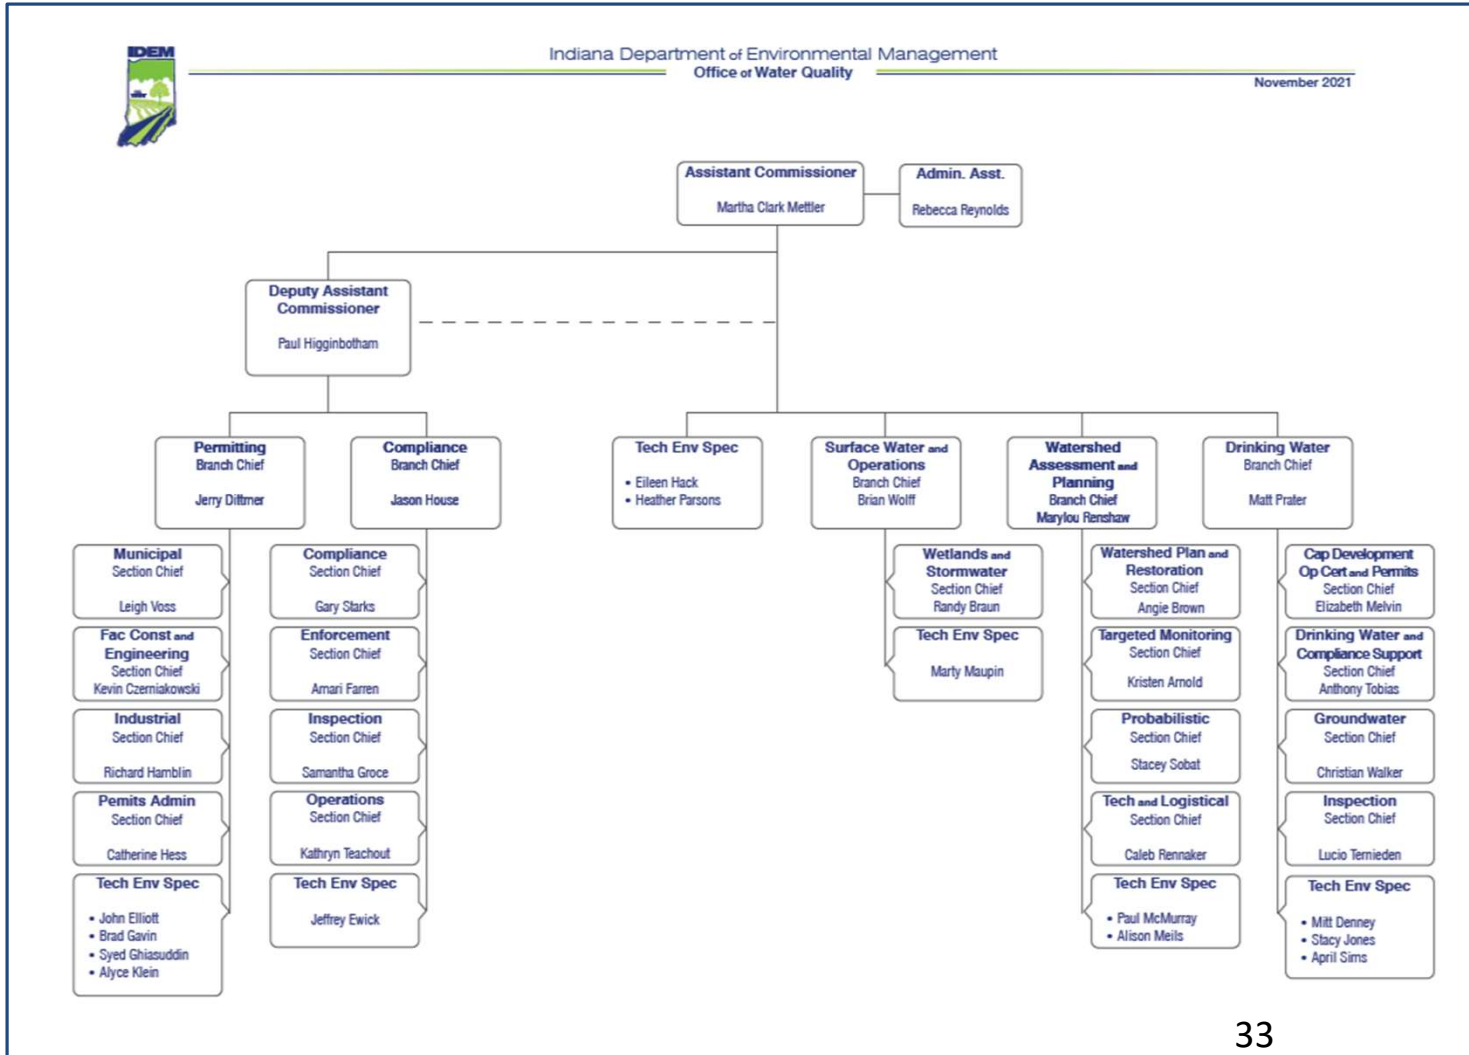 IDEM
Indiana Department of Environmental Management
Office of Water Quality
November 2021
Assistant Commissioner
Martha Clark Mettler
Admin. Asst.
Rebecca Reynolds
Deputy Assistant
Commissioner
Paul Higginbotham
Permitting
Branch Chief
Jerry Dittmer
Compliance
Branch Chief
Jason House
Tech Env Spec
• Eileen Hack
• Heather Parsons
Surface Water and
Operations
Branch Chief
Brian Wolff
Watershed
Assessment and
Planning
Branch Chief
Marylou Renshaw
Drinking Water
Branch Chief
Matt Prater
Municipal
Section Chief
Leigh Voss
Fac Const and
Engineering
Section Chief
Kevin Czerniakowski
Industrial
Section Chief
Richard Hamblin
Pemits Admin
Section Chief
Catherine Hess
Tech Env Spec
• John Elliott
• Brad Gavin
• Syed Ghiasuddin
• Alyce Klein
Compliance
Section Chief
Gary Starks
Enforcement
Section Chief
Amari Farren
Inspection
Section Chief
Samantha Groce
Operations
Section Chief
Kathryn Teachout
Tech Env Spec
Jeffrey Ewick
Wetlands and
Stormwater
Section Chief
Randy Braun
Tech Env Spec
Marty Maupin
Watershed Plan and
Restoration
Section Chief
Angie Brown
Targeted Monitoring
Section Chief
Kristen Arnold
Probabilistic
Section Chief
Stacey Sobat
Tech and Logistical
Section Chief
Caleb Rennaker
Tech Env Spec
• Paul McMurray
• Alison Meils
Cap Development
Op Cert and Permits
Section Chief
Elizabeth Melvin
Drinking Water and
Compliance Support
Section Chief
Anthony Tobias
Groundwater
Section Chief
Christian Walker
Inspection
Section Chief
Lucio Ternieden
Tech Env Spec
• Mitt Denney
• Stacy Jones
• April Sims
33